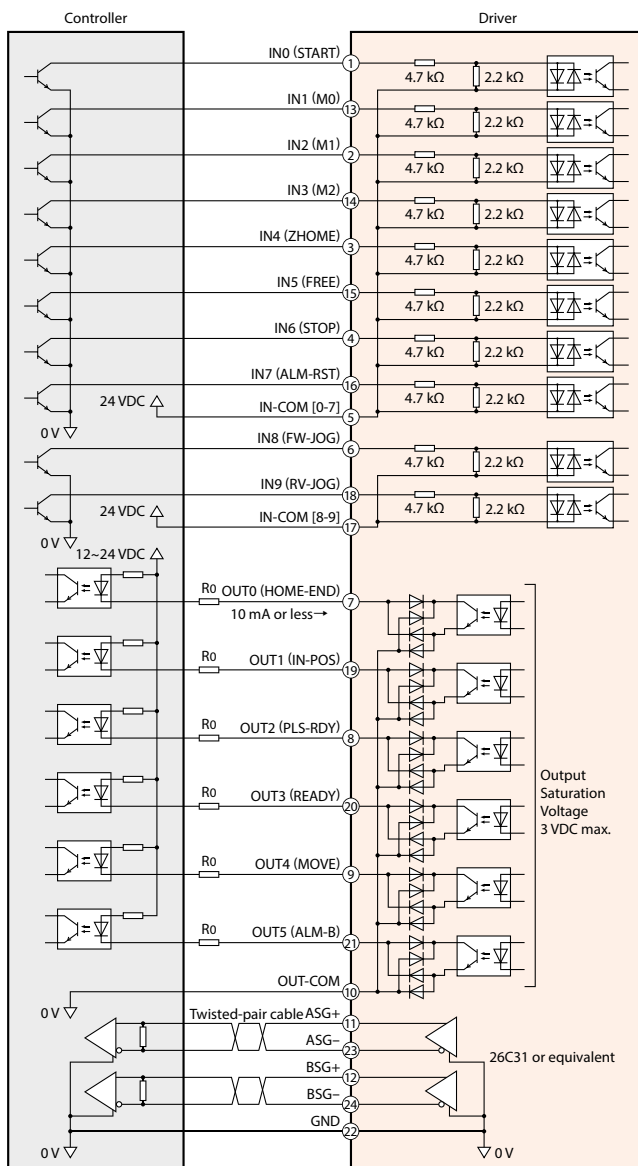 Controller
Driver
IN0 (START)
1
4.7 kΩ
2.2 kΩ
IN1 (M0)
13
4.7 kΩ
2.2 kΩ
IN2 (M1)
2
4.7 kΩ
2.2 kΩ
IN3 (M2)
14
4.7 kΩ
2.2 kΩ
IN4 (ZHOME)
3
4.7 kΩ
2.2 kΩ
IN5 (FREE)
15
4.7 kΩ
2.2 kΩ
IN6 (STOP)
4
4.7 kΩ
2.2 kΩ
IN7 (ALM-RST)
16
4.7 kΩ
2.2 kΩ
24 VDC
IN-COM [0-7]
5
0 V
IN8 (FW-JOG)
6
4.7 kΩ
2.2 kΩ
IN9 (RV-JOG)
18
4.7 kΩ
2.2 kΩ
24 VDC
IN-COM [8-9]
17
0 V
12~24 VDC
R0
OUT0 (HOME-END)
7
10 mA or less→
R0
OUT1 (IN-POS)
19
R0
OUT2 (PLS-RDY)
8
R0
OUT3 (READY)
20
R0
OUT4 (MOVE)
9
R0
OUT5 (ALM-B)
21
Output
Saturation
Voltage
3 VDC max.
OUT-COM
10
0 V
Twisted-pair cable
ASG+
11
ASG−
23
26C31 or equivalent
BSG+
12
BSG−
24
GND
22
0 V
0 V